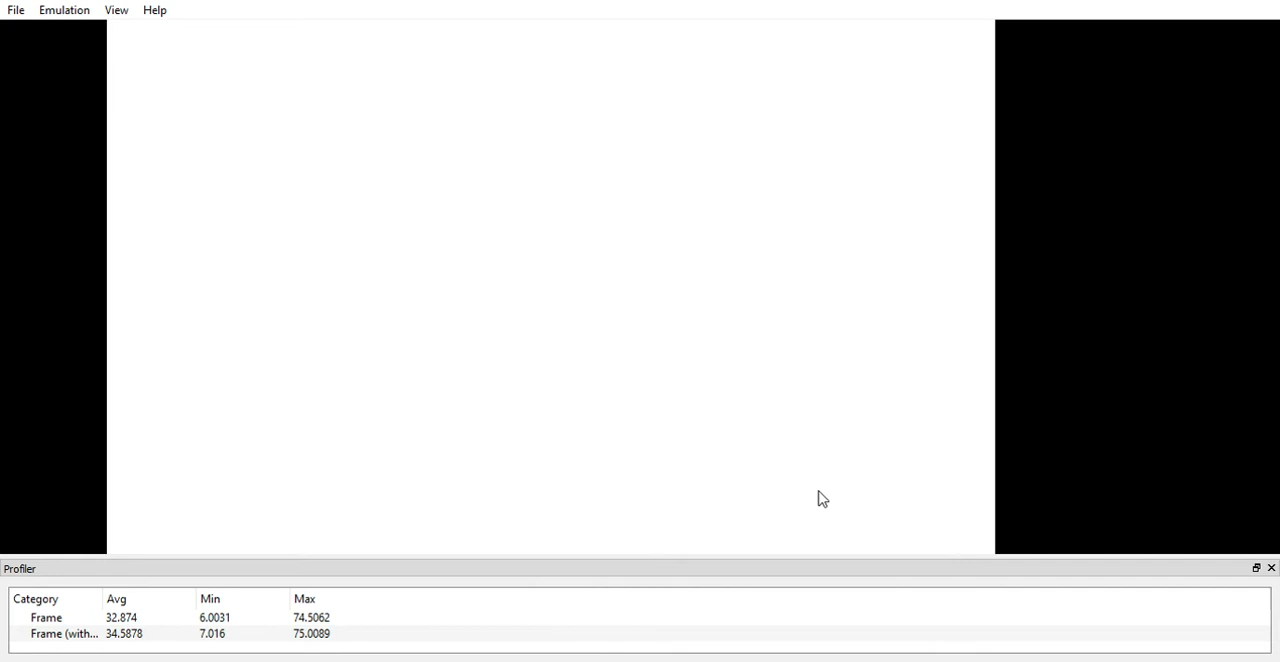 File Emulation View Help
Profiler
Category Avg Min Max
Frame 32.874 6.0031 74.5062
Frame (with... 34.5878 7.016 75.0089